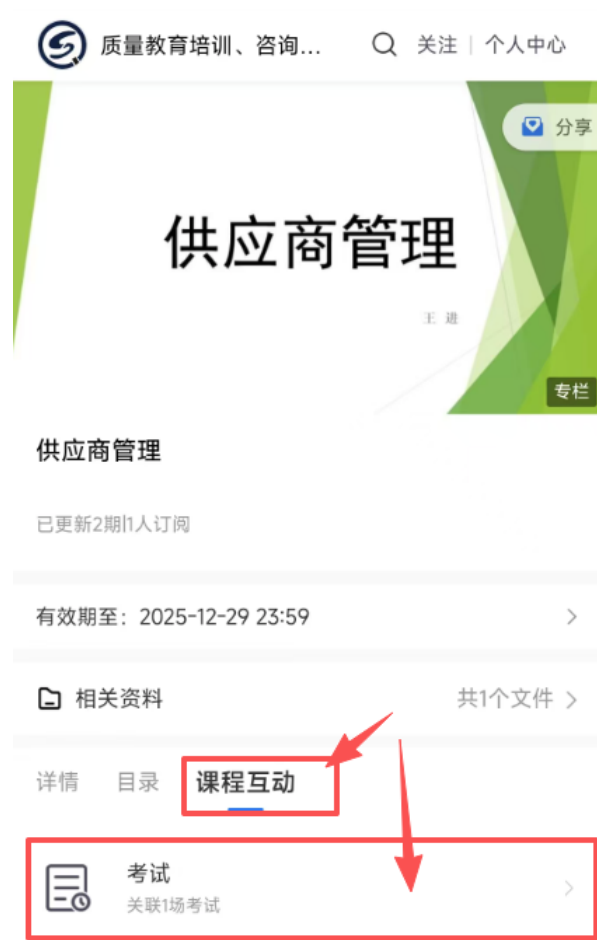 质量教育培训、咨询...
关注
个人中心
分享
供应商管理
王 进
专栏
供应商管理
已更新2期|1人订阅
有效期至：2025-12-29 23:59
相关资料
共1个文件
详情
目录
课程互动
考试
关联1场考试